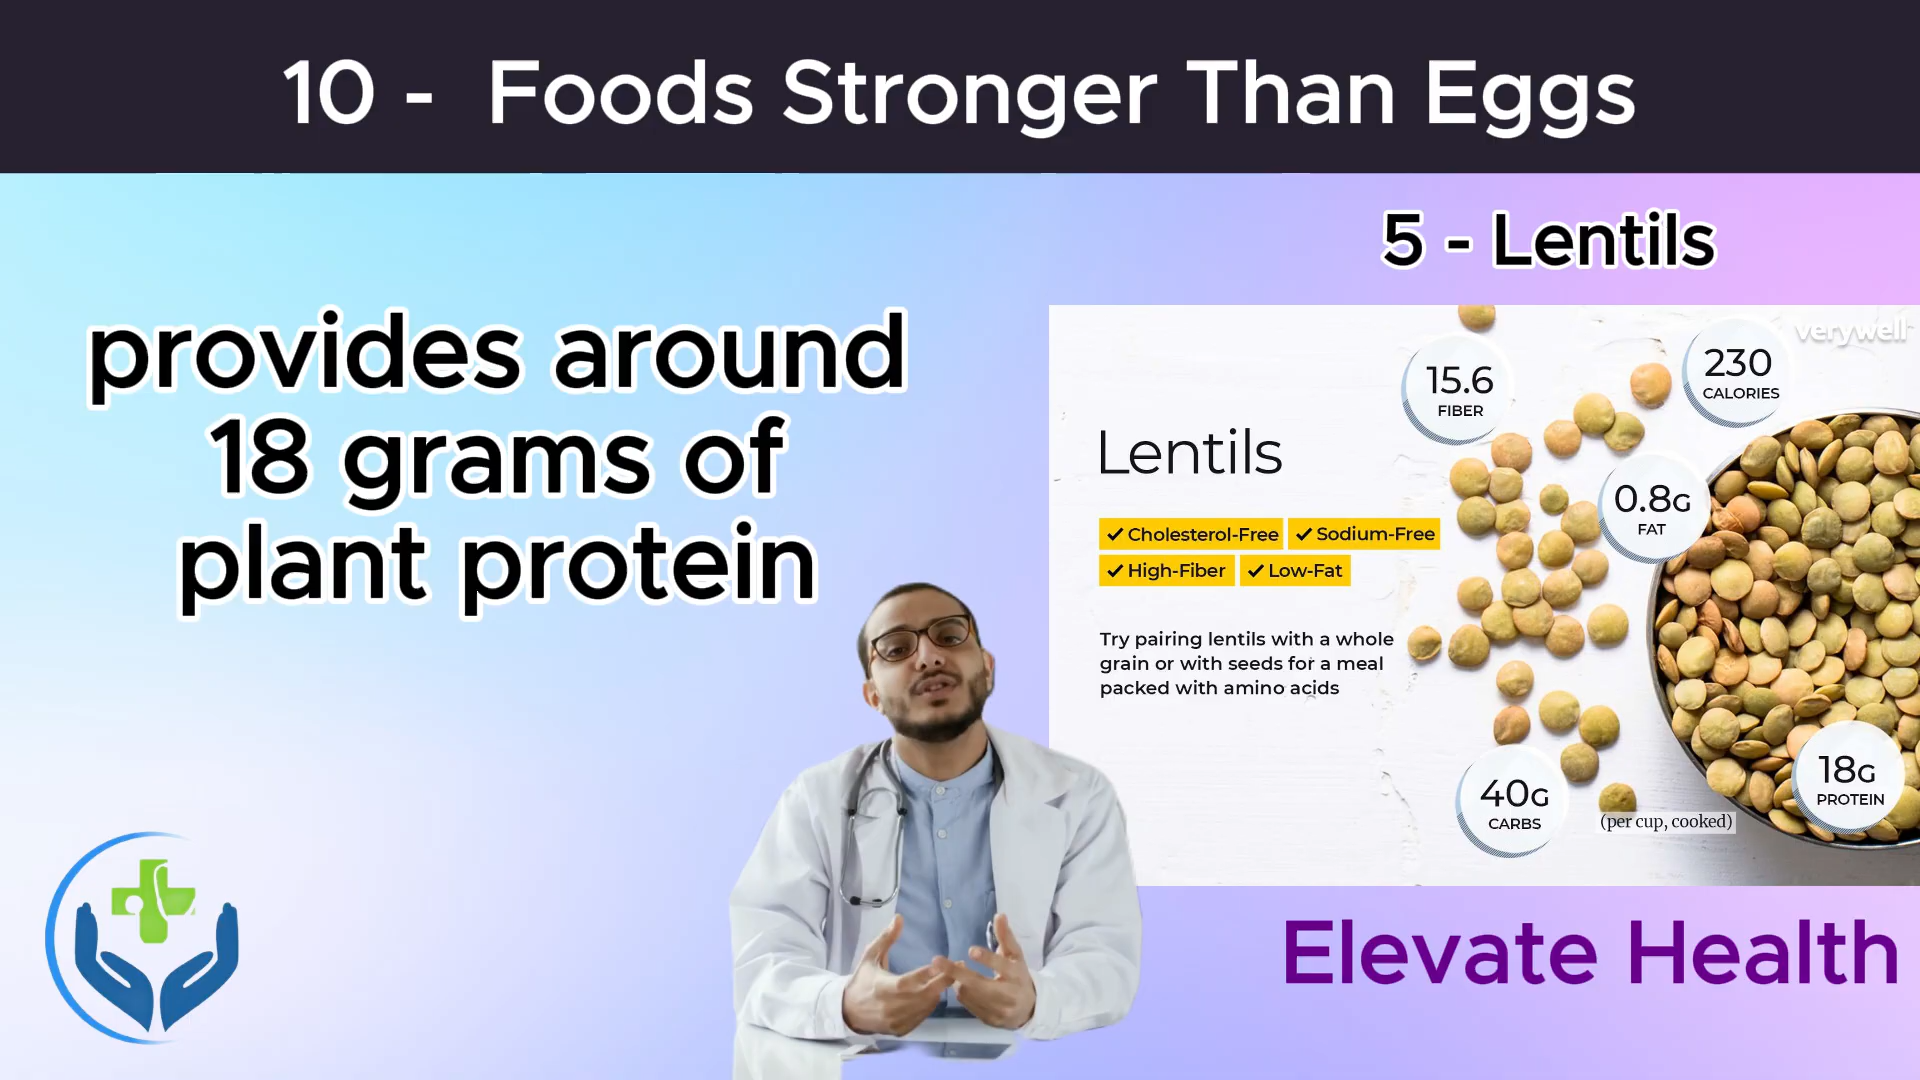 10 -  Foods Stronger Than Eggs
5 - Lentils
provides around
18 grams of
plant protein
verywell
15.6
FIBER
230
CALORIES
Lentils
0.8G
FAT
✓ Cholesterol-Free ✓ Sodium-Free
✓ High-Fiber ✓ Low-Fat
Try pairing lentils with a whole
grain or with seeds for a meal
packed with amino acids
40G
CARBS
(per cup, cooked)
18G
PROTEIN
Elevate Health